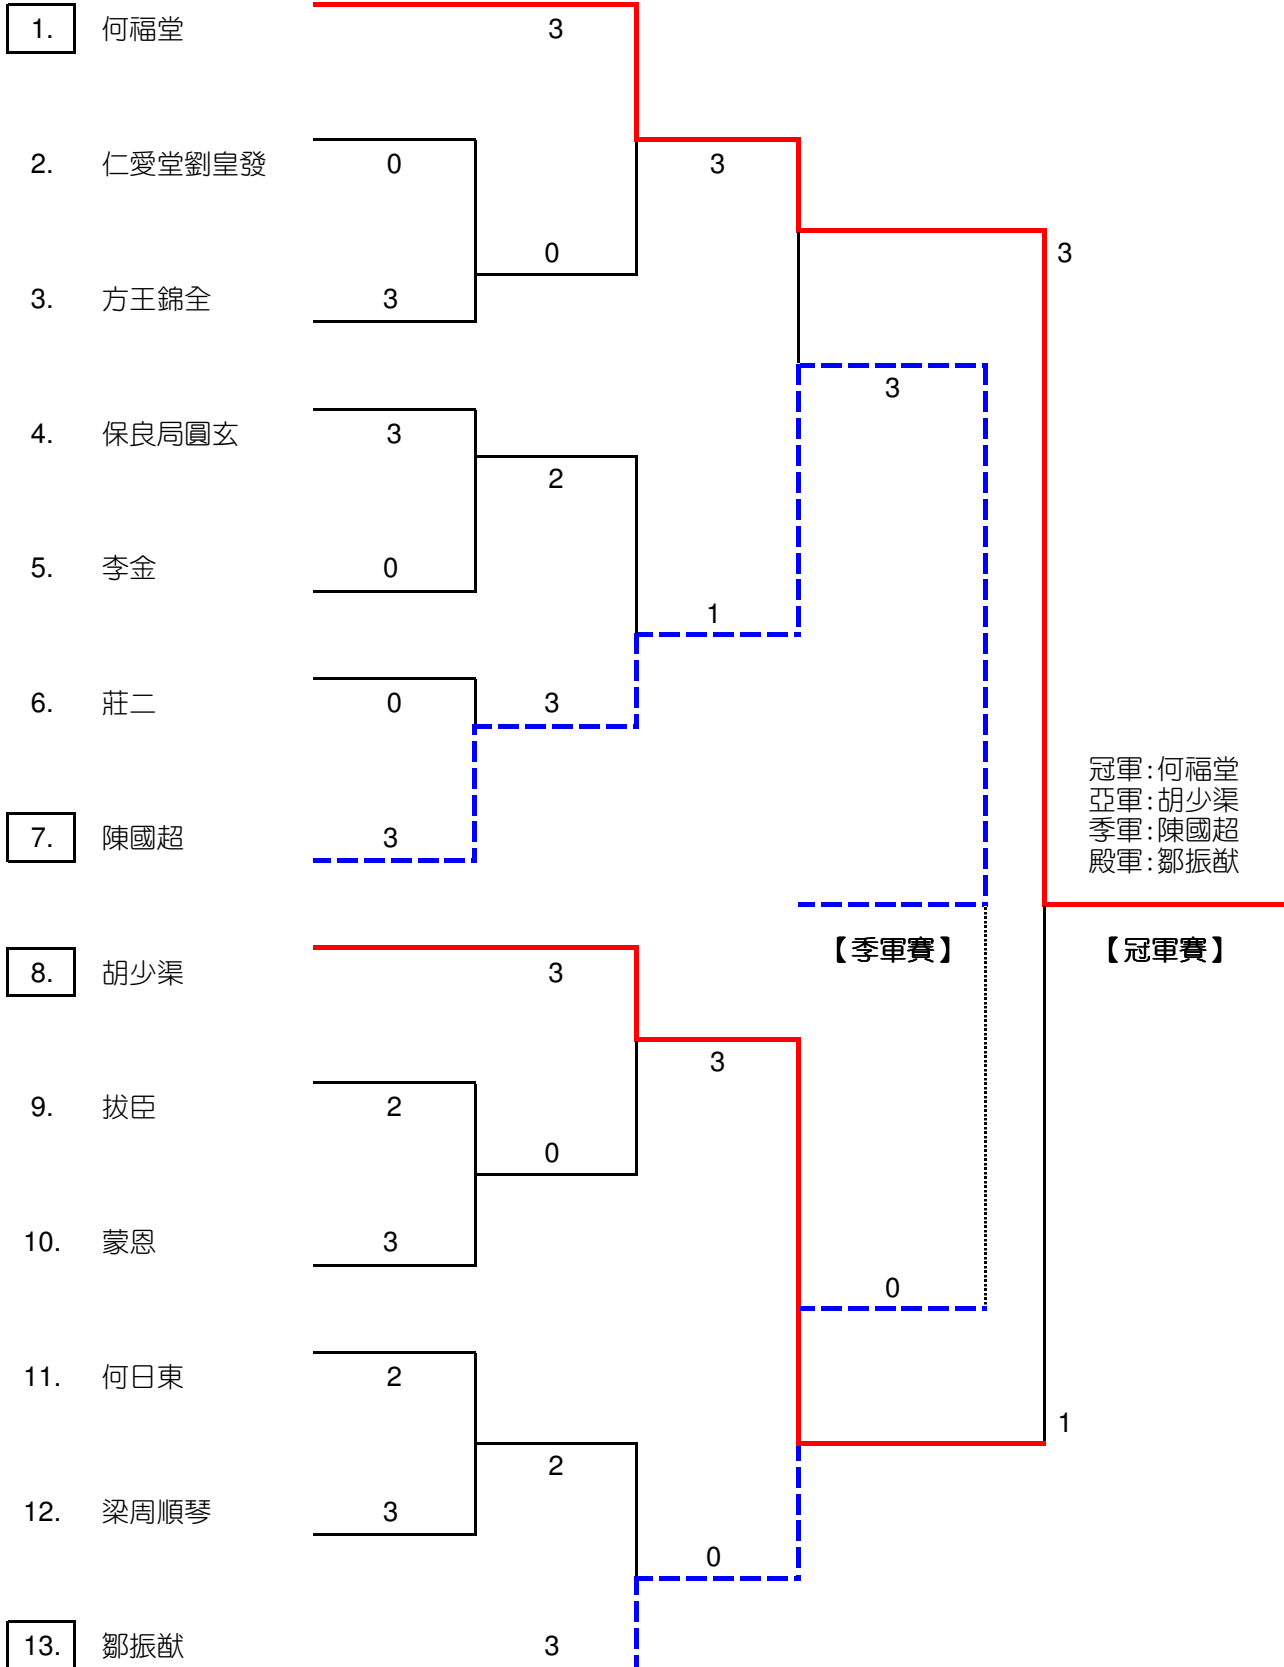 1. 何福堂 3
2. 仁愛堂劉皇發 0 3
0 3
3. 方王錦全 3
3
4. 保良局圓玄 3
2
5. 李金 0
1
6. 莊二 0 3
冠軍:何福堂
亞軍:胡少渠
季軍:陳國超
殿軍:鄒振猷
7. 陳國超 3
【季軍賽】 【冠軍賽】
8. 胡少渠 3
3
9. 拔臣 2
0
10. 蒙恩 3
0
11. 何日東 2
1
2
12. 梁周順琴 3
0
13. 鄒振猷 3